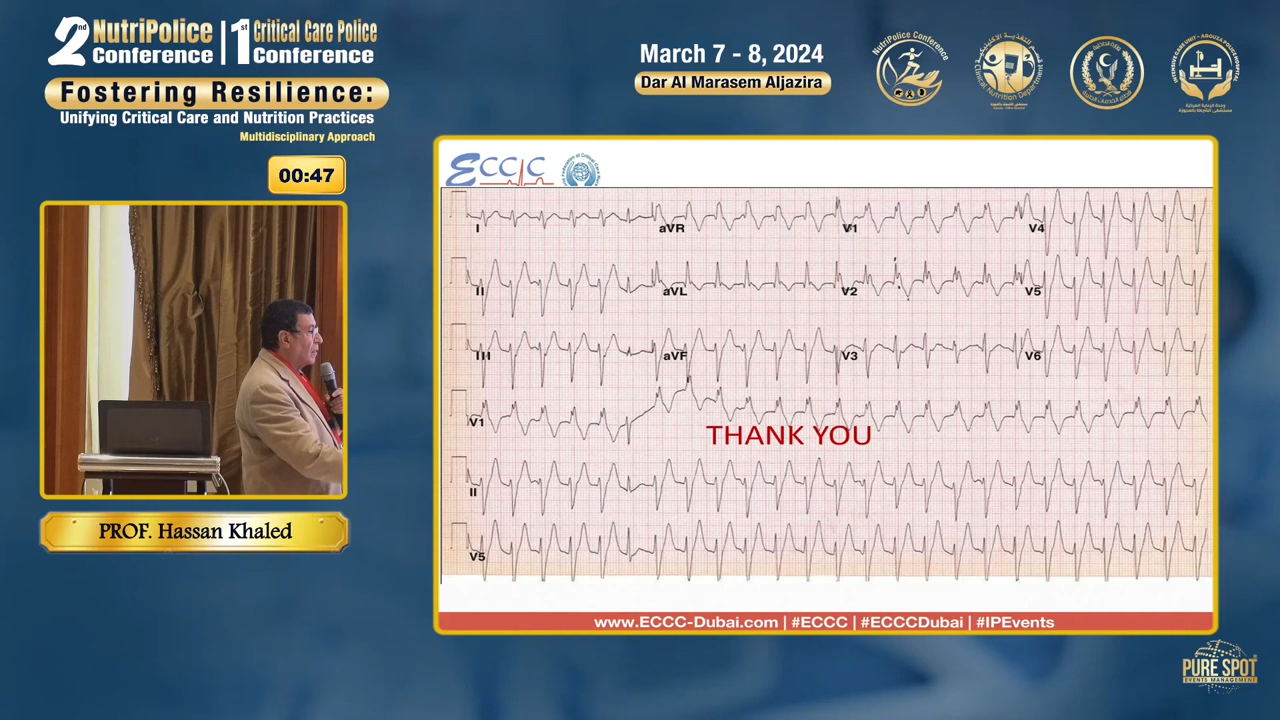 2nd NutriPolice Conference | 1st Critical Care Police Conference
Fostering Resilience:
Unifying Critical Care and Nutrition Practices
Multidisciplinary Approach
March 7 - 8, 2024
Dar Al Marasem Aljazira
NutriPolice Conference
00:47
ECCC
I
aVR
V1
V4
II
aVL
V2
V5
III
aVF
V3
V6
V1
THANK YOU
II
V5
PROF. Hassan Khaled
www.ECCC-Dubai.com | #ECCC | #ECCCDubai | #IPEvents
PURE SPOT
EVENTS MANAGEMENT